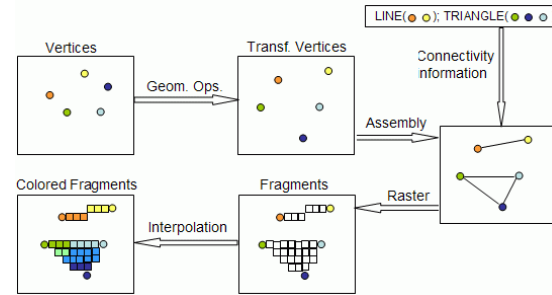 LINE( ); TRIANGLE( )
Vertices
Transf. Vertices
Connectivity
information
Geom. Ops.
Assembly
Colored Fragments
Fragments
Raster
Interpolation